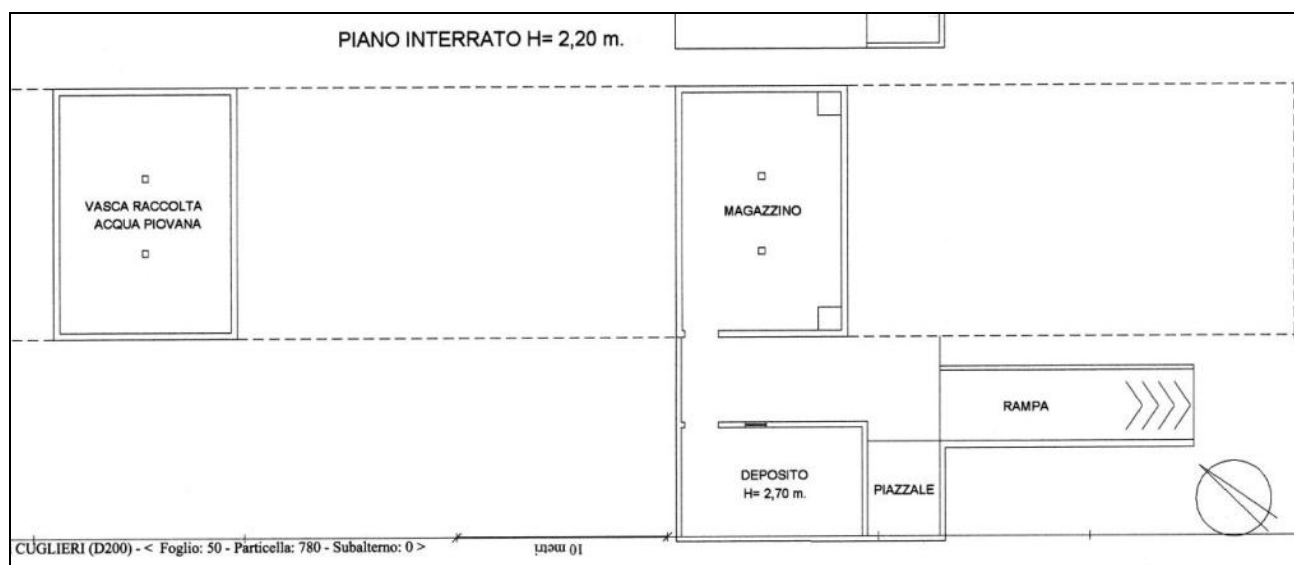 PIANO INTERRATO H= 2,20 m.
VASCA RACCOLTA
ACQUA PIOVANA
MAGAZZINO
RAMPA
DEPOSITO
H= 2,70 m.
PIAZZALE
CUGLIERI (D200) - < Foglio: 50 - Particella: 780 - Subalterno: 0 >
10 metri